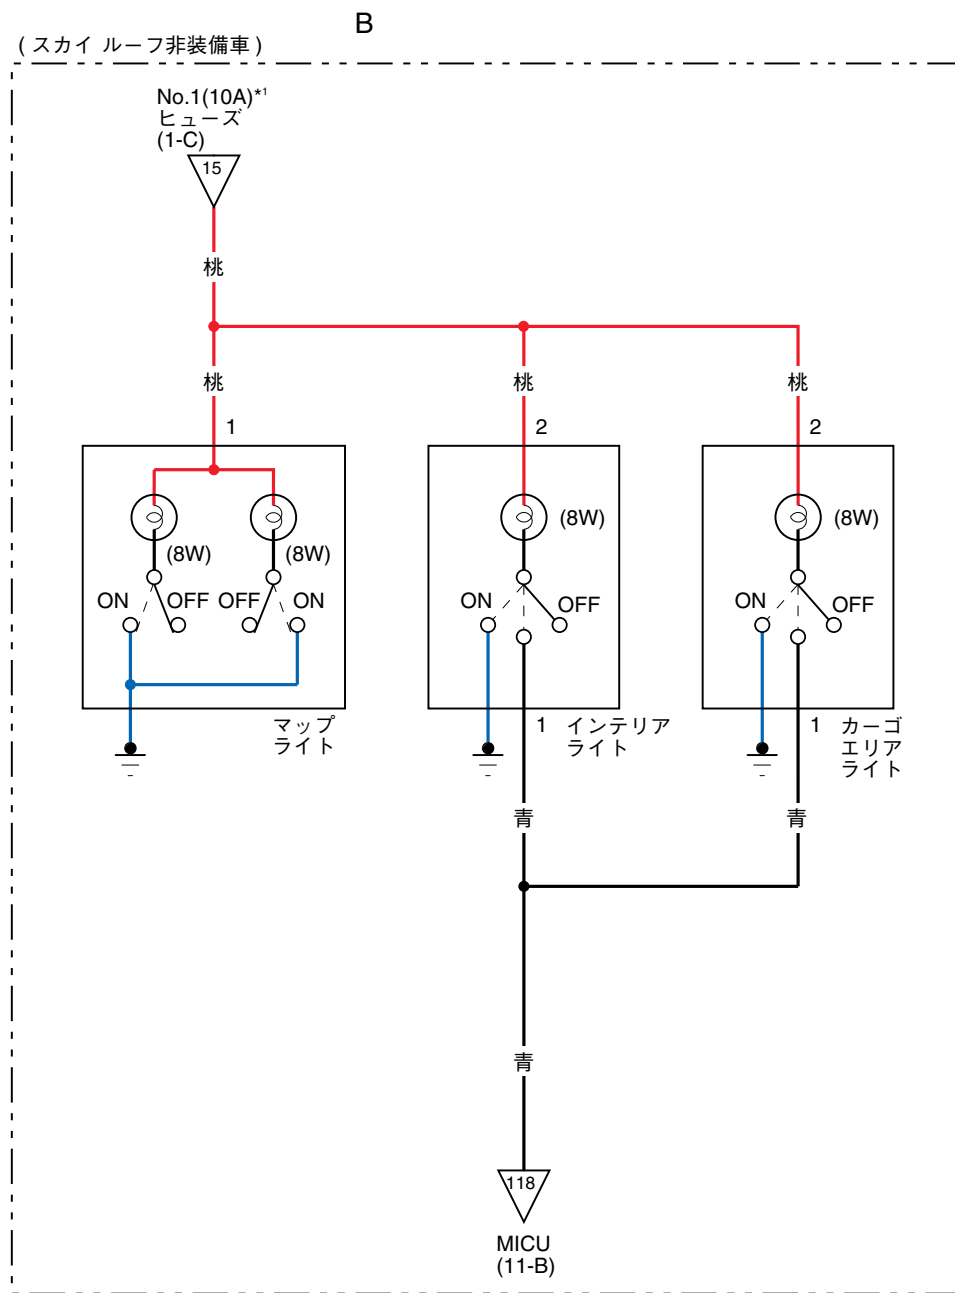 B
(スカイ ルーフ非装備車)
No.1(10A)*1
ヒューズ
(1-C)
15
桃
桃
桃
桃
1
2
2
(8W)
(8W)
(8W)
(8W)
ON
OFF
OFF
ON
ON
OFF
ON
OFF
マップ
ライト
1
インテリア
ライト
1
カーゴ
エリア
ライト
青
青
青
118
MICU
(11-B)